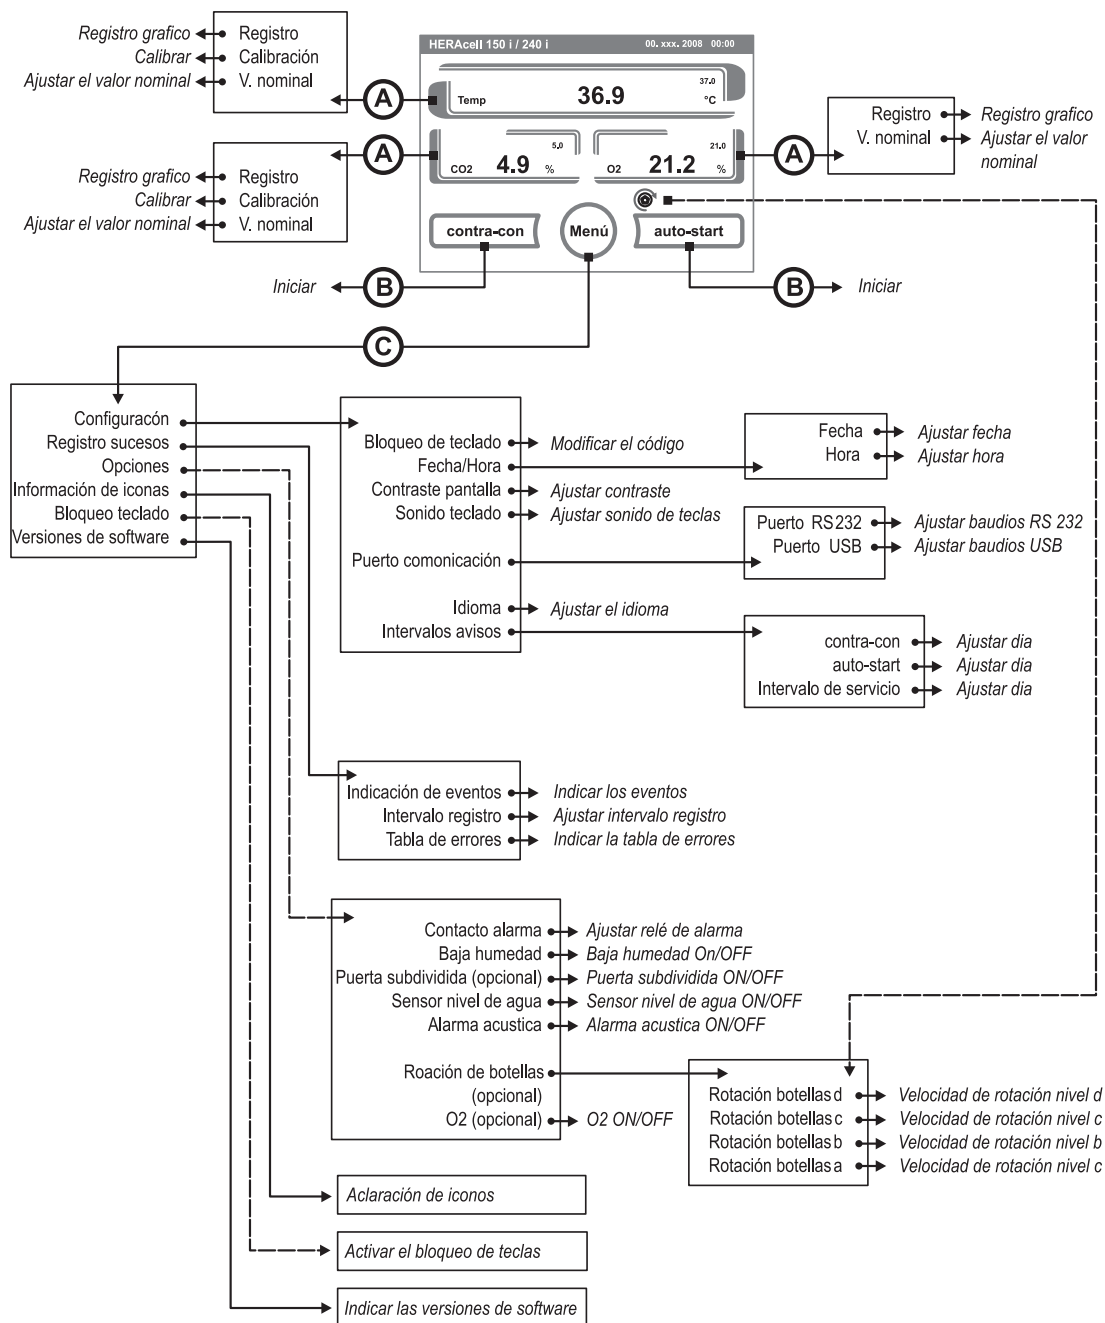 Registro grafico
Calibrar
Ajustar el valor nominal
Registro
Calibración
V. nominal
HERAcell 150 i / 240 i
00. xxx. 2008 00:00
37.0
Temp 36.9 °C
A
Registro grafico
Calibrar
Ajustar el valor nominal
Registro
Calibración
V. nominal
A
5.0
CO2 4.9 %
21.0
O2 21.2 %
A
Registro
V. nominal
Registro grafico
Ajustar el valor
nominal
contra-con
Menú
auto-start
Iniciar
B
B
Iniciar
C
Configuracón
Registro sucesos
Opciones
Información de iconas
Bloqueo teclado
Versiones de software
Bloqueo de teclado
Modificar el código
Fecha/Hora
Contraste pantalla
Ajustar contraste
Sonido teclado
Ajustar sonido de teclas
Puerto comonicación
Idioma
Ajustar el idioma
Intervalos avisos
Fecha
Ajustar fecha
Hora
Ajustar hora
Puerto RS232
Ajustar baudios RS 232
Puerto USB
Ajustar baudios USB
contra-con
Ajustar dia
auto-start
Ajustar dia
Intervalo de servicio
Ajustar dia
Indicación de eventos
Indicar los eventos
Intervalo registro
Ajustar intervalo registro
Tabla de errores
Indicar la tabla de errores
Contacto alarma
Ajustar relé de alarma
Baja humedad
Baja humedad On/OFF
Puerta subdividida (opcional)
Puerta subdividida ON/OFF
Sensor nivel de agua
Sensor nivel de agua ON/OFF
Alarma acustica
Alarma acustica ON/OFF
Roación de botellas
(opcional)
O2 (opcional)
O2 ON/OFF
Rotación botellas d
Velocidad de rotación nivel d
Rotación botellas c
Velocidad de rotación nivel c
Rotación botellas b
Velocidad de rotación nivel b
Rotación botellas a
Velocidad de rotación nivel c
Aclaración de iconos
Activar el bloqueo de teclas
Indicar las versiones de software